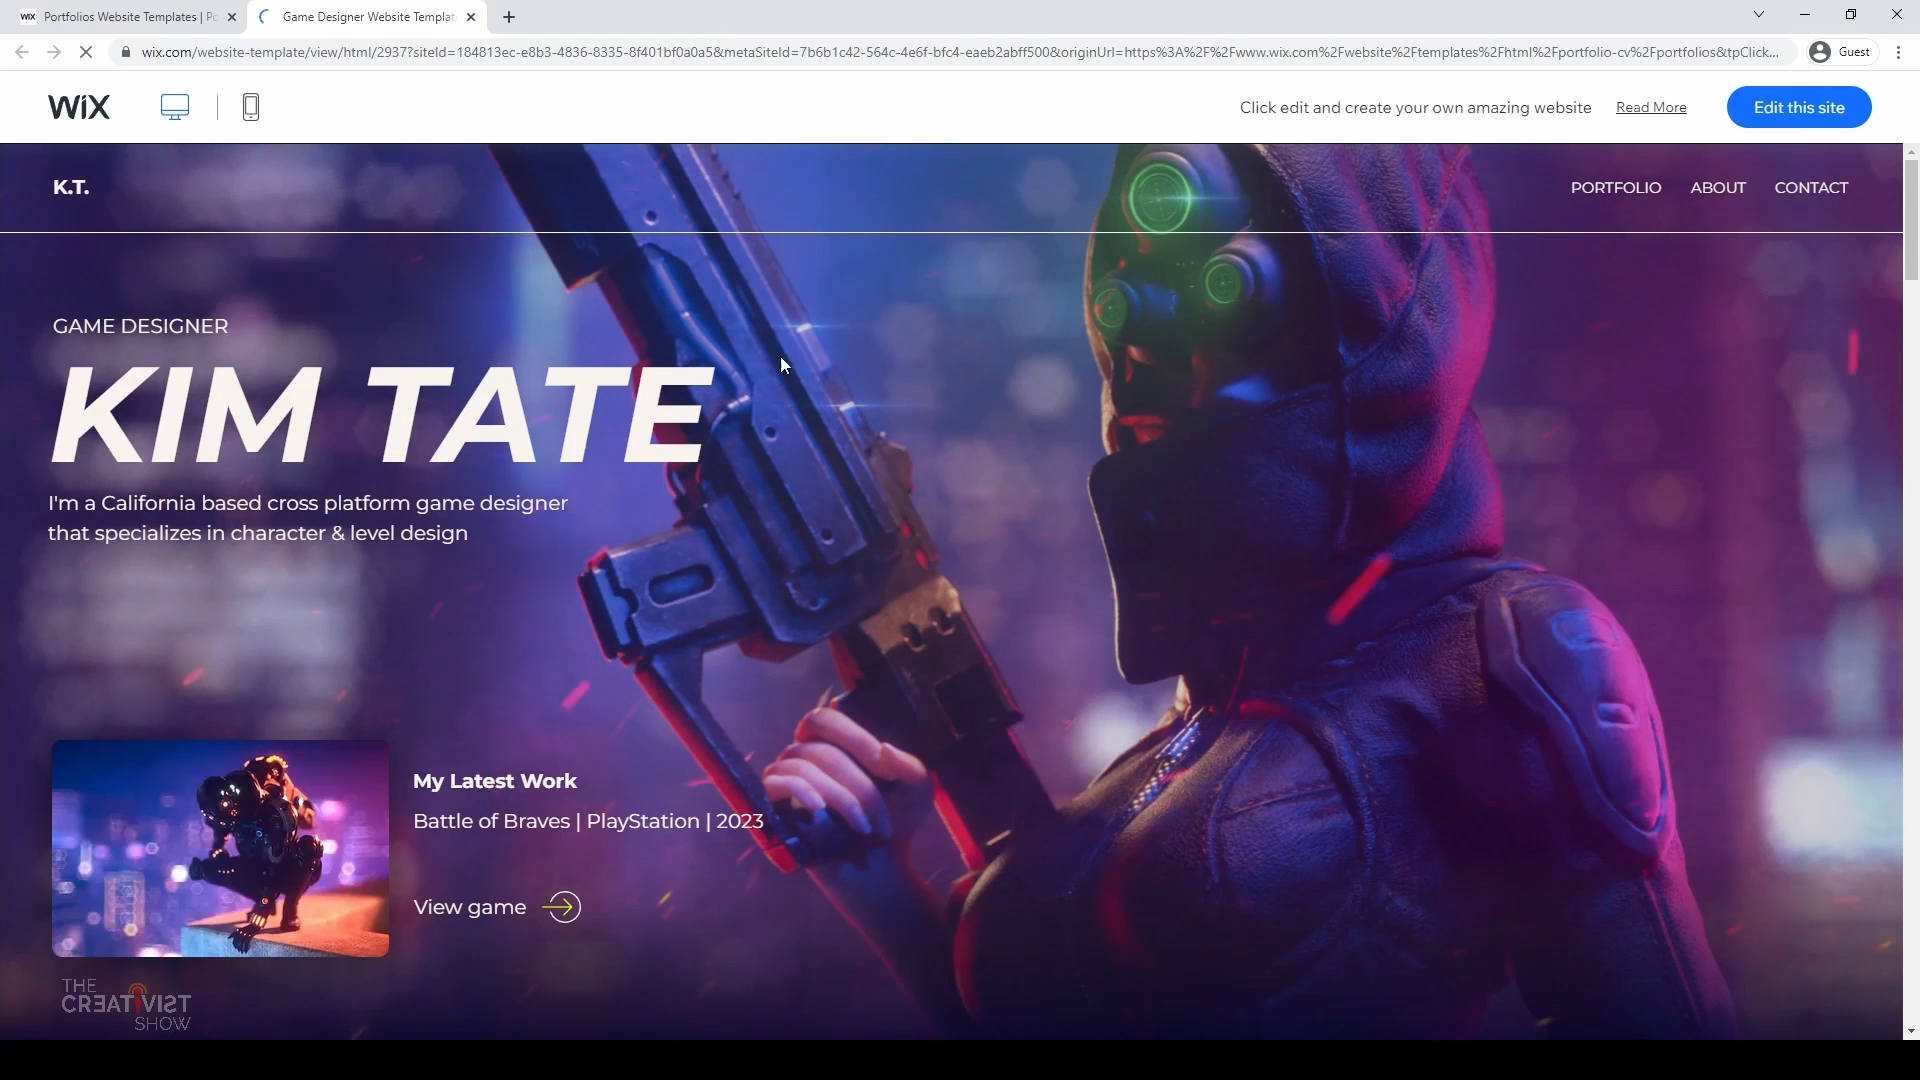 WiX Portfolios Website Templates | Po
Game Designer Website Templat
wix.com/website-template/view/html/2937?siteId=184813ec-e8b3-4836-8335-8f401bf0a0a5&metaSiteId=7b6b1c42-564c-4e6f-bfc4-eaeb2abff500&originUrl=https%3A%2F%2Fwww.wix.com%2Fwebsite%2Ftemplates%2Fhtml%2Fportfolio-cv%2Fportfolios&tpClick...
Guest
WiX
Click edit and create your own amazing website
Read More
Edit this site
K.T.
PORTFOLIO ABOUT CONTACT
GAME DESIGNER
KIM TATE
I'm a California based cross platform game designer
that specializes in character & level design
My Latest Work
Battle of Braves | PlayStation | 2023
View game
THE
CREATIVIST
SHOW